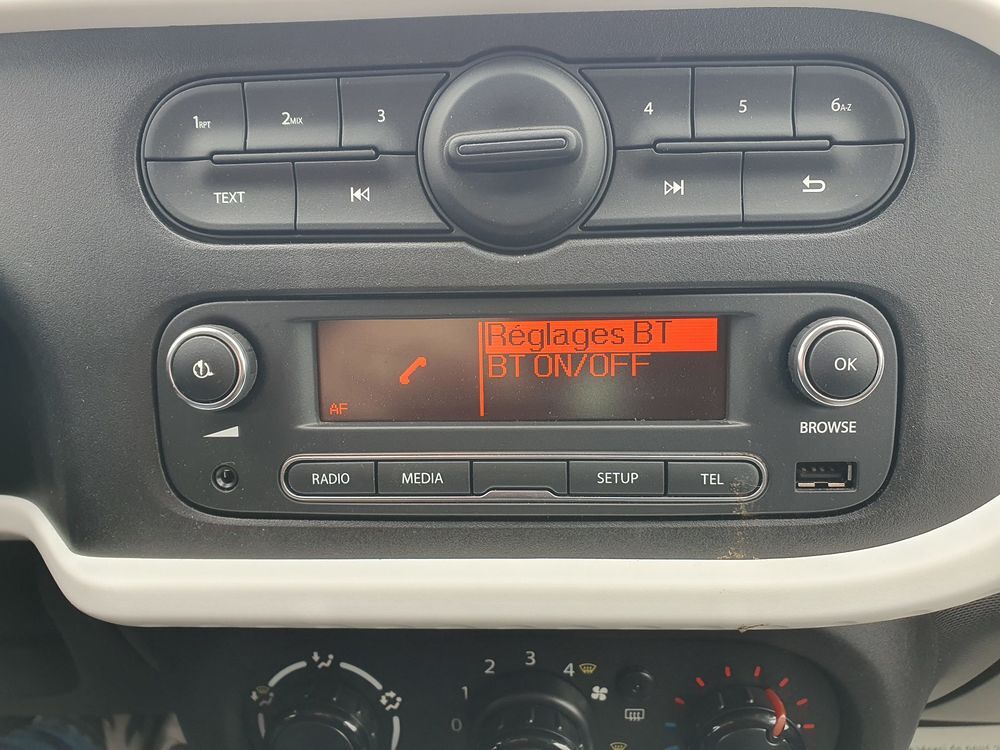 1RPT 2MIX 3 4 5 6A-Z
TEXT
Réglages BT
BT ON/OFF
AF
OK
BROWSE
RADIO MEDIA SETUP TEL
0 1 2 3 4